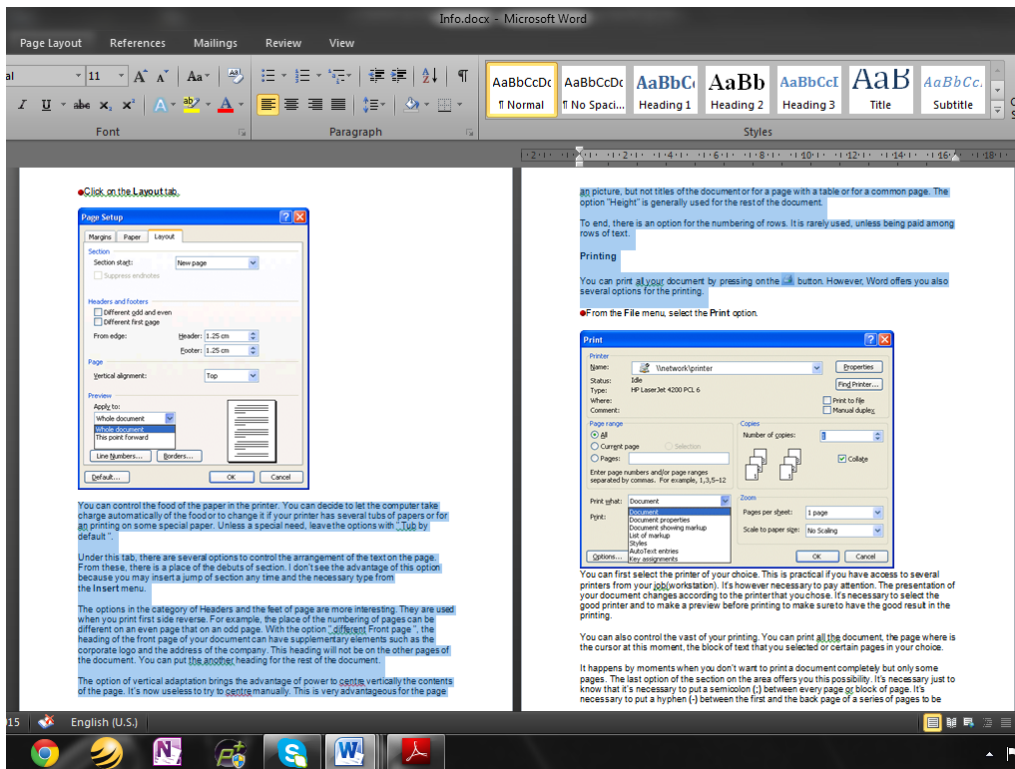 Info.docx - Microsoft Word
Page Layout References Mailings Review View
al 11 A A Aa
I U abc x₂ x² A ab A
AaBbCcDc AaBbCcDc AaBbC AaBb AaBbCcI AaB AaBbCc.
¶ Normal ¶ No Spaci... Heading 1 Heading 2 Heading 3 Title Subtitle
Font Paragraph Styles
2 1 2 4 6 8 10 12 14 16 18
Click on the Layout tab.
Page Setup
Margins Paper Layout
Section
Section start: New page
Suppress endnotes
Headers and footers
Different odd and even
Different first page
From edge: Header: 1.25 cm
Footer: 1.25 cm
Page
Vertical alignment: Top
Preview
Apply to:
Whole document
Whole document
This point forward
Line Numbers... Borders...
Default... OK Cancel
You can control the food of the paper in the printer. You can decide to let the computer take
charge automatically of the food or to change it if your printer has several tubs of papers or for
an printing on some special paper. Unless a special need, leave the options with " Tub by
default ".
Under this tab, there are several options to control the arrangement of the text on the page.
From these, there is a place of the debuts of section. I don't see the advantage of this option
because you may insert a jump of section any time and the necessary type from
the Insert menu.
The options in the category of Headers and the feet of page are more interesting. They are used
when you print first side reverse. For example, the place of the numbering of pages can be
different on an even page that on an odd page. With the option " different Front page ", the
heading of the front page of your document can have supplementary elements such as the
corporate logo and the address of the company. This heading will not be on the other pages of
the document. You can put the another heading for the rest of the document.
The option of vertical adaptation brings the advantage of power to centre vertically the contents
of the page. It's now useless to try to centre manually. This is very advantageous for the page
an picture, but not titles of the document or for a page with a table or for a common page. The
option "Height" is generally used for the rest of the document.
To end, there is an option for the numbering of rows. It is rarely used, unless being paid among
rows of text.
Printing
You can print all your document by pressing on the button. However, Word offers you also
several options for the printing.
From the File menu, select the Print option.
Print
Printer
Name: \\network\printer Properties
Status: Idle Find Printer...
Type: HP LaserJet 4200 PCL 6
Where: Print to file
Comment: Manual duplex
Page range Copies
All Number of copies: 1
Current page Selection
Pages: Collate
Enter page numbers and/or page ranges
separated by commas. For example, 1,3,5–12
Print what: Document Zoom
Document Pages per sheet: 1 page
Print: Document properties
Document showing markup
List of markup Scale to paper size: No Scaling
Styles
AutoText entries
Options... Key assignments OK Cancel
You can first select the printer of your choice. This is practical if you have access to several
printers from your job(workstation). It's however necessary to pay attention. The presentation of
your document changes according to the printer that you chose. It's necessary to select the
good printer and to make a preview before printing to make sure to have the good result in the
printing.
You can also control the vast of your printing. You can print all the document, the page where is
the cursor at this moment, the block of text that you selected or certain pages in your choice.
It happens by moments when you don't want to print a document completely but only some
pages. The last option of the section on the area offers you this possibility. It's necessary just to
know that it's necessary to put a semicolon (;) between every page or block of page. It's
necessary to put a hyphen (-) between the first and the back page of a series of pages to be
015 English (U.S.)